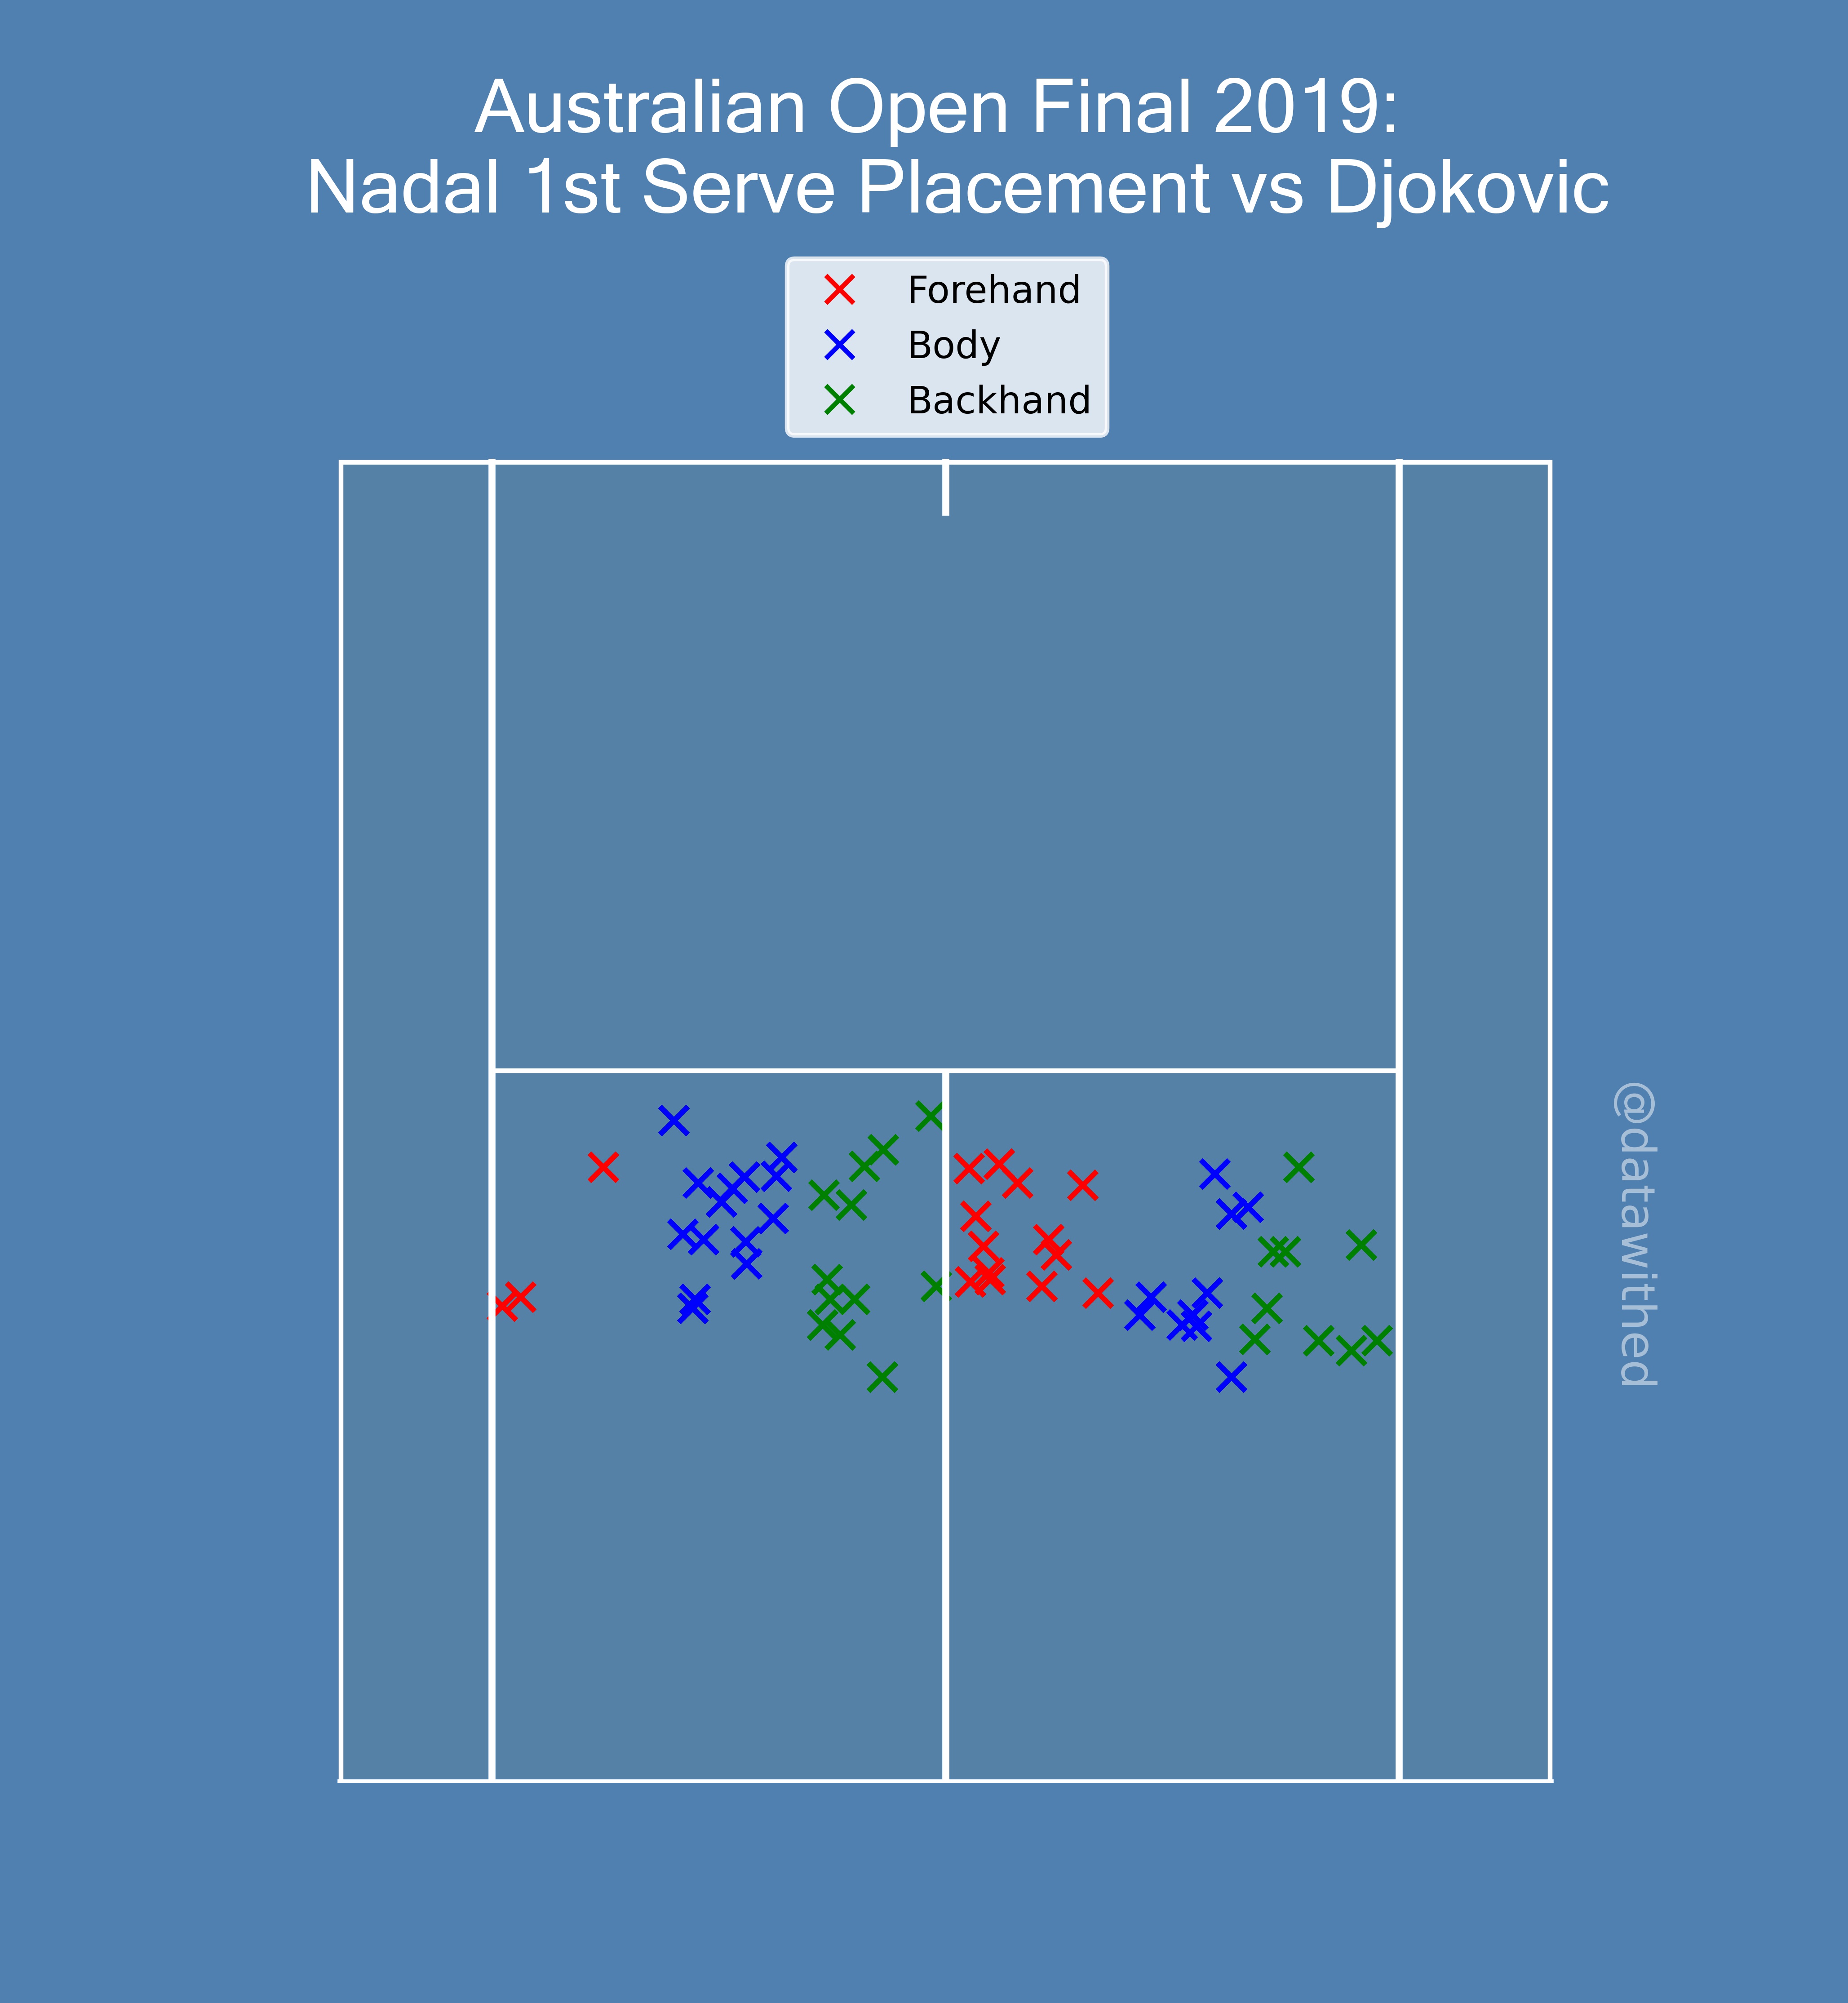 Australian Open Final 2019:
Nadal 1st Serve Placement vs Djokovic
Forehand
Body
Backhand
@datawithed